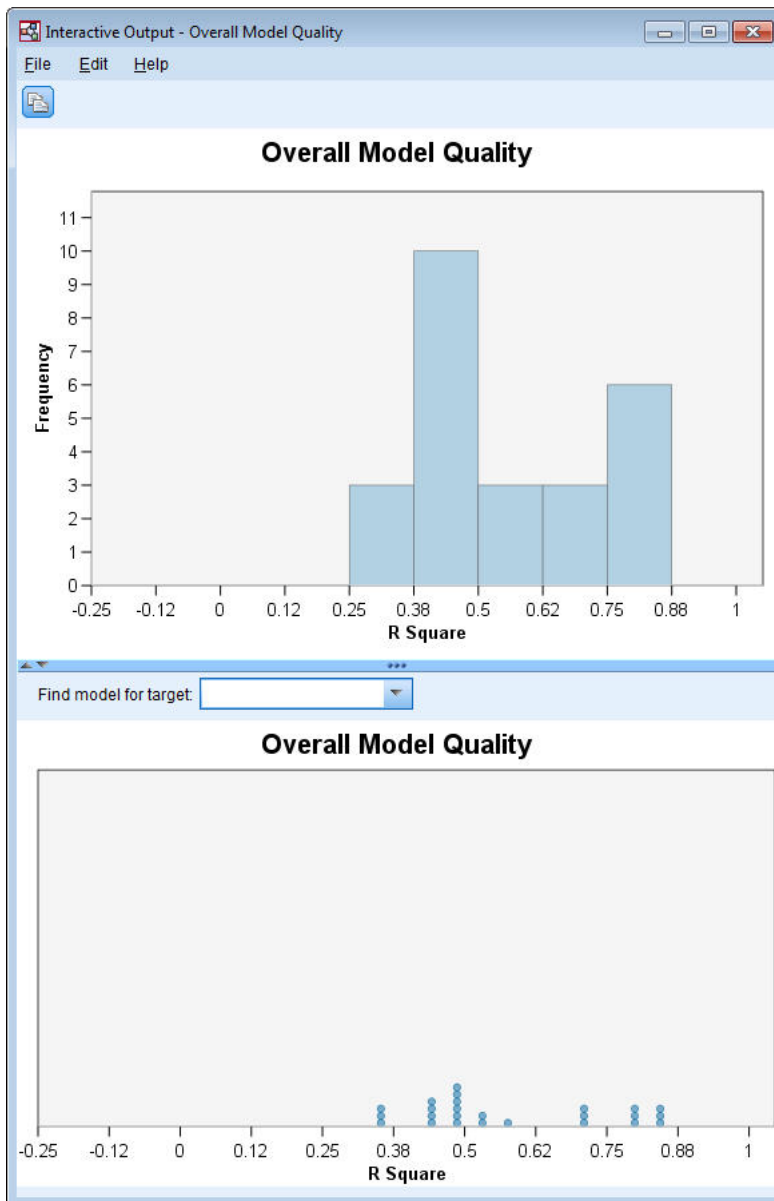 Interactive Output - Overall Model Quality
File Edit Help
Overall Model Quality
11
10
9
8
7
6
5
4
3
2
1
0
Frequency
-0.25 -0.12 0 0.12 0.25 0.38 0.5 0.62 0.75 0.88 1
R Square
Find model for target:
Overall Model Quality
-0.25 -0.12 0 0.12 0.25 0.38 0.5 0.62 0.75 0.88 1
R Square